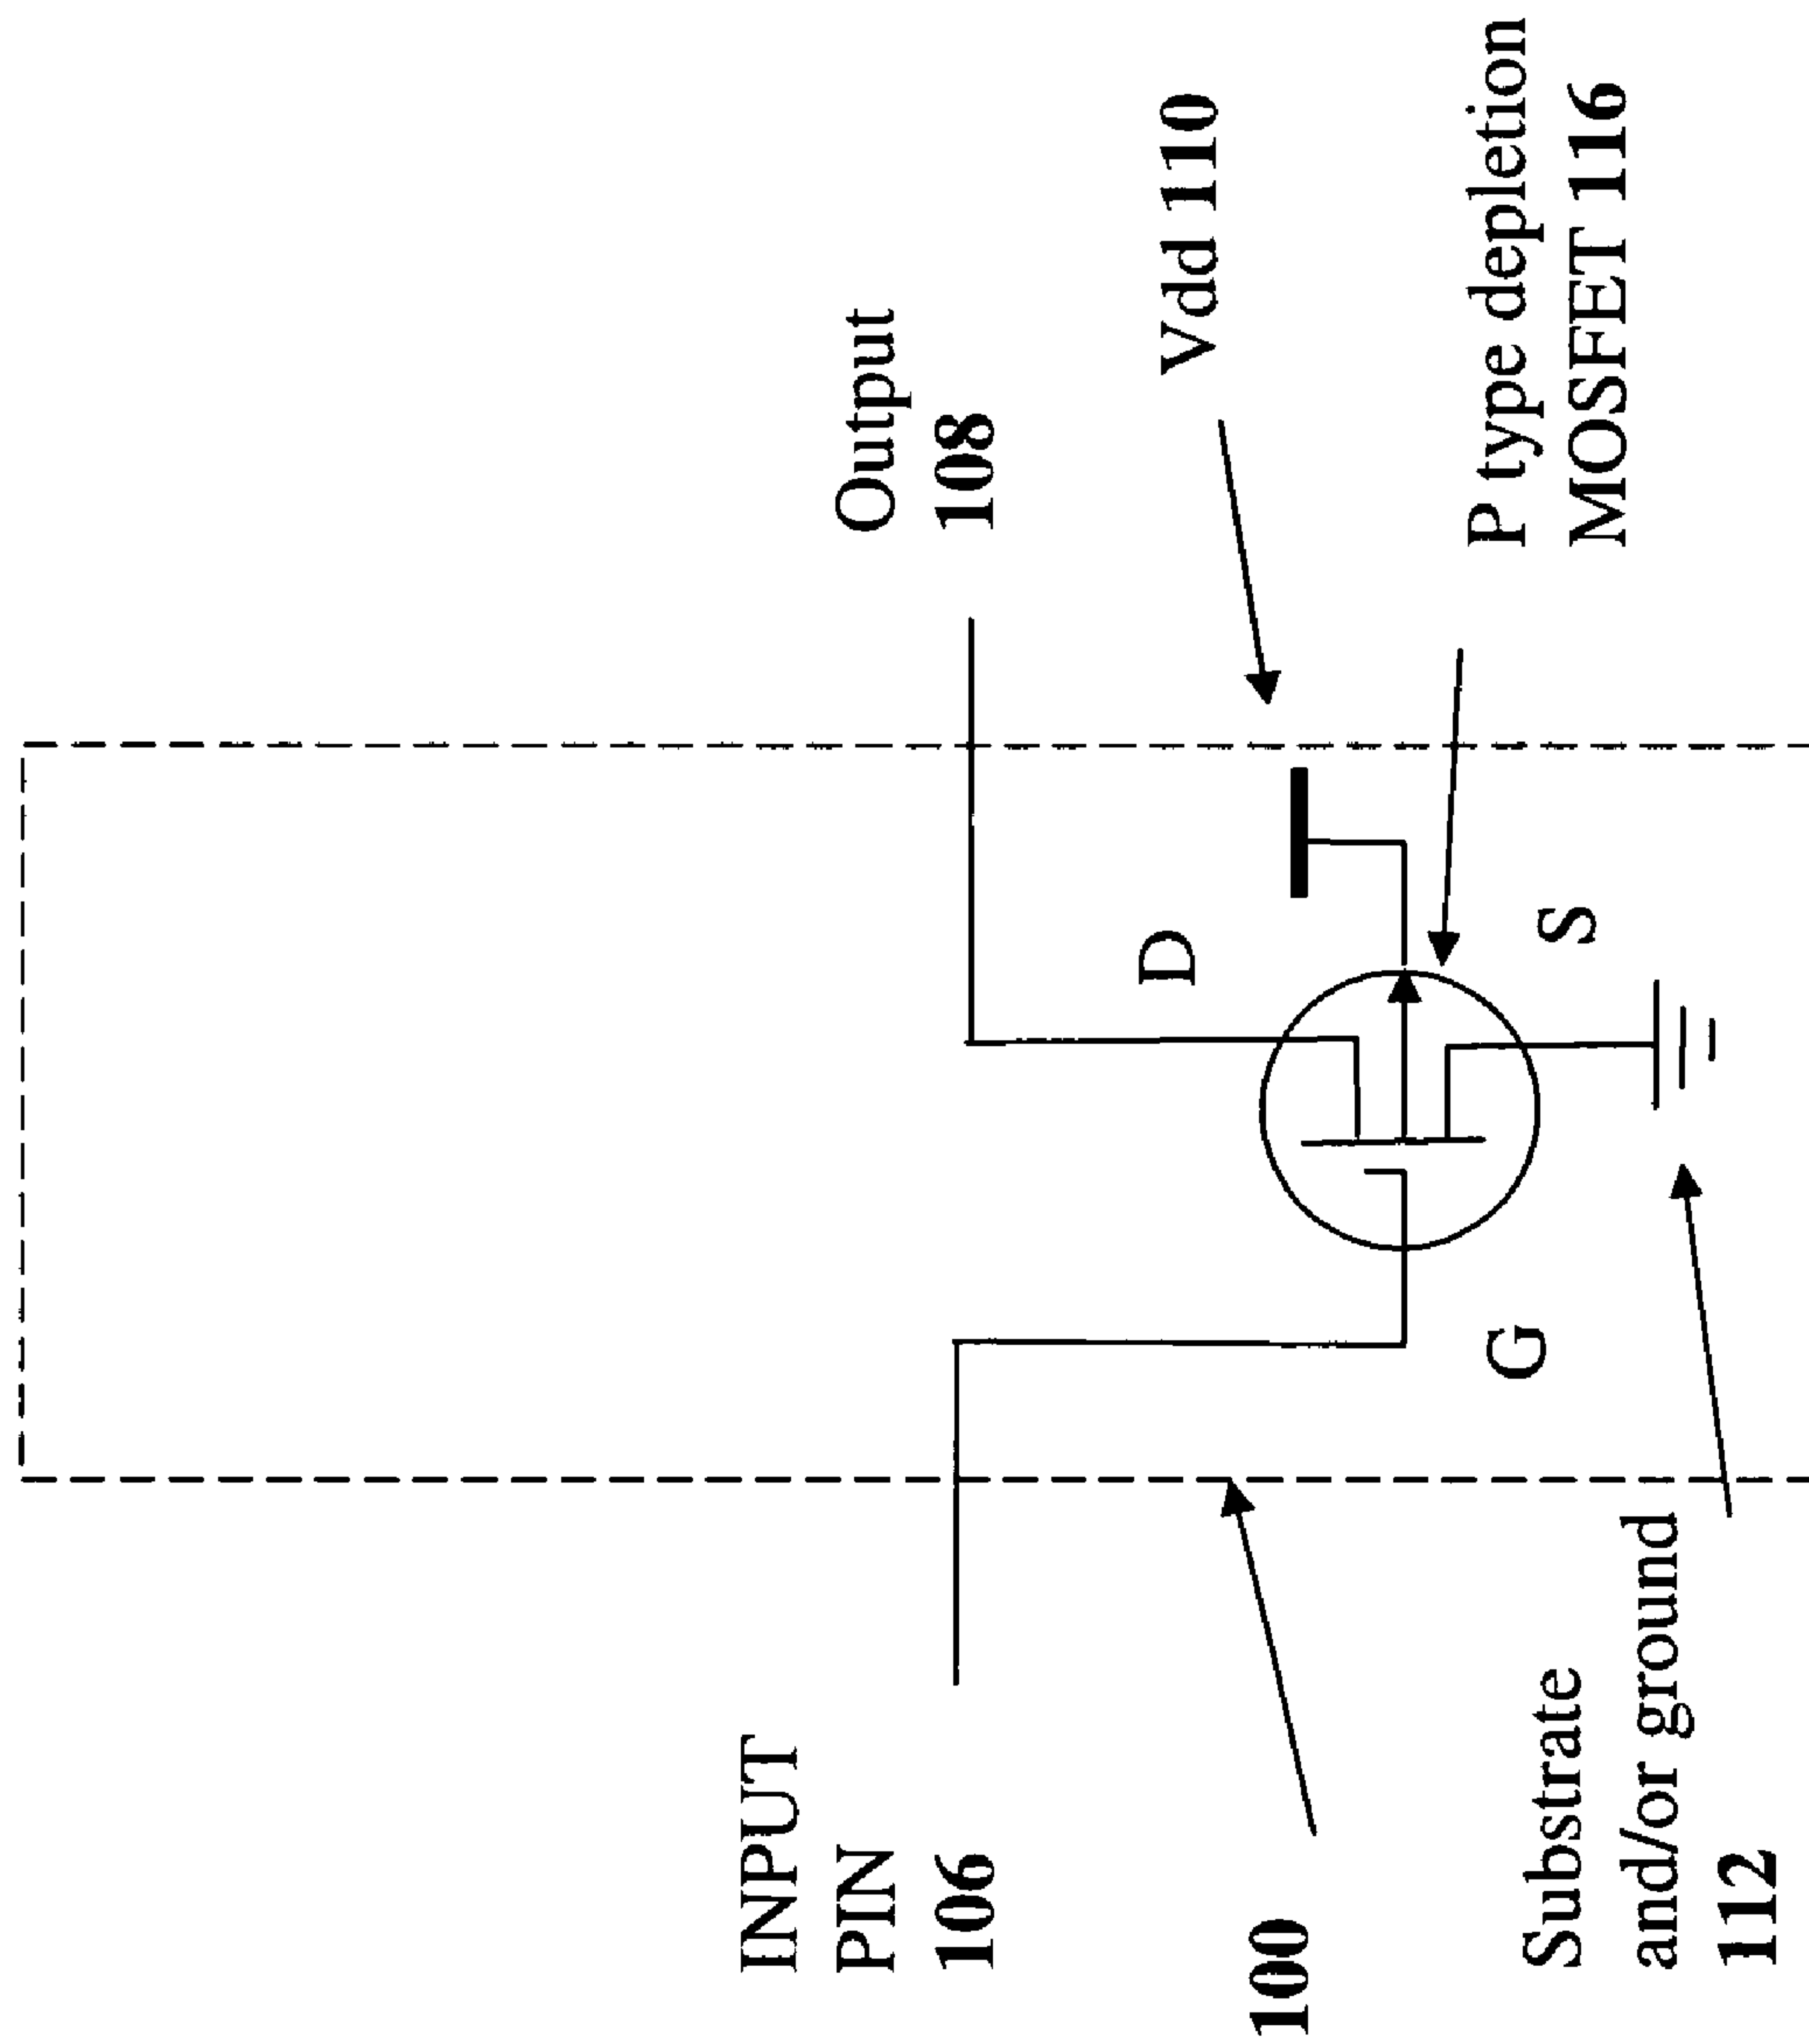 INPUT
PIN
106
Output
108
100
D
Vdd 110
G
S
P type depletion
MOSFET 116
Substrate
and/or ground
112